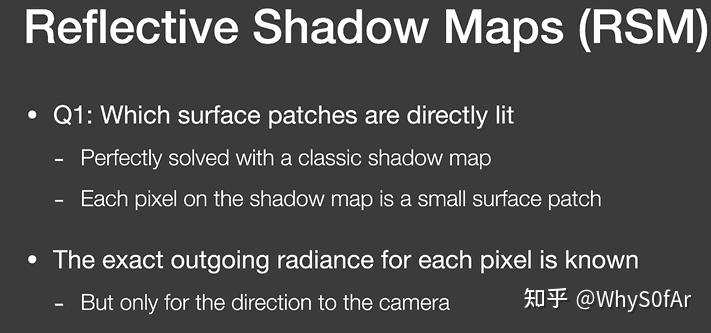 Reflective Shadow Maps (RSM)
• Q1: Which surface patches are directly lit
- Perfectly solved with a classic shadow map
- Each pixel on the shadow map is a small surface patch
• The exact outgoing radiance for each pixel is known
- But only for the direction to the camera
知乎 @WhyS0fAr